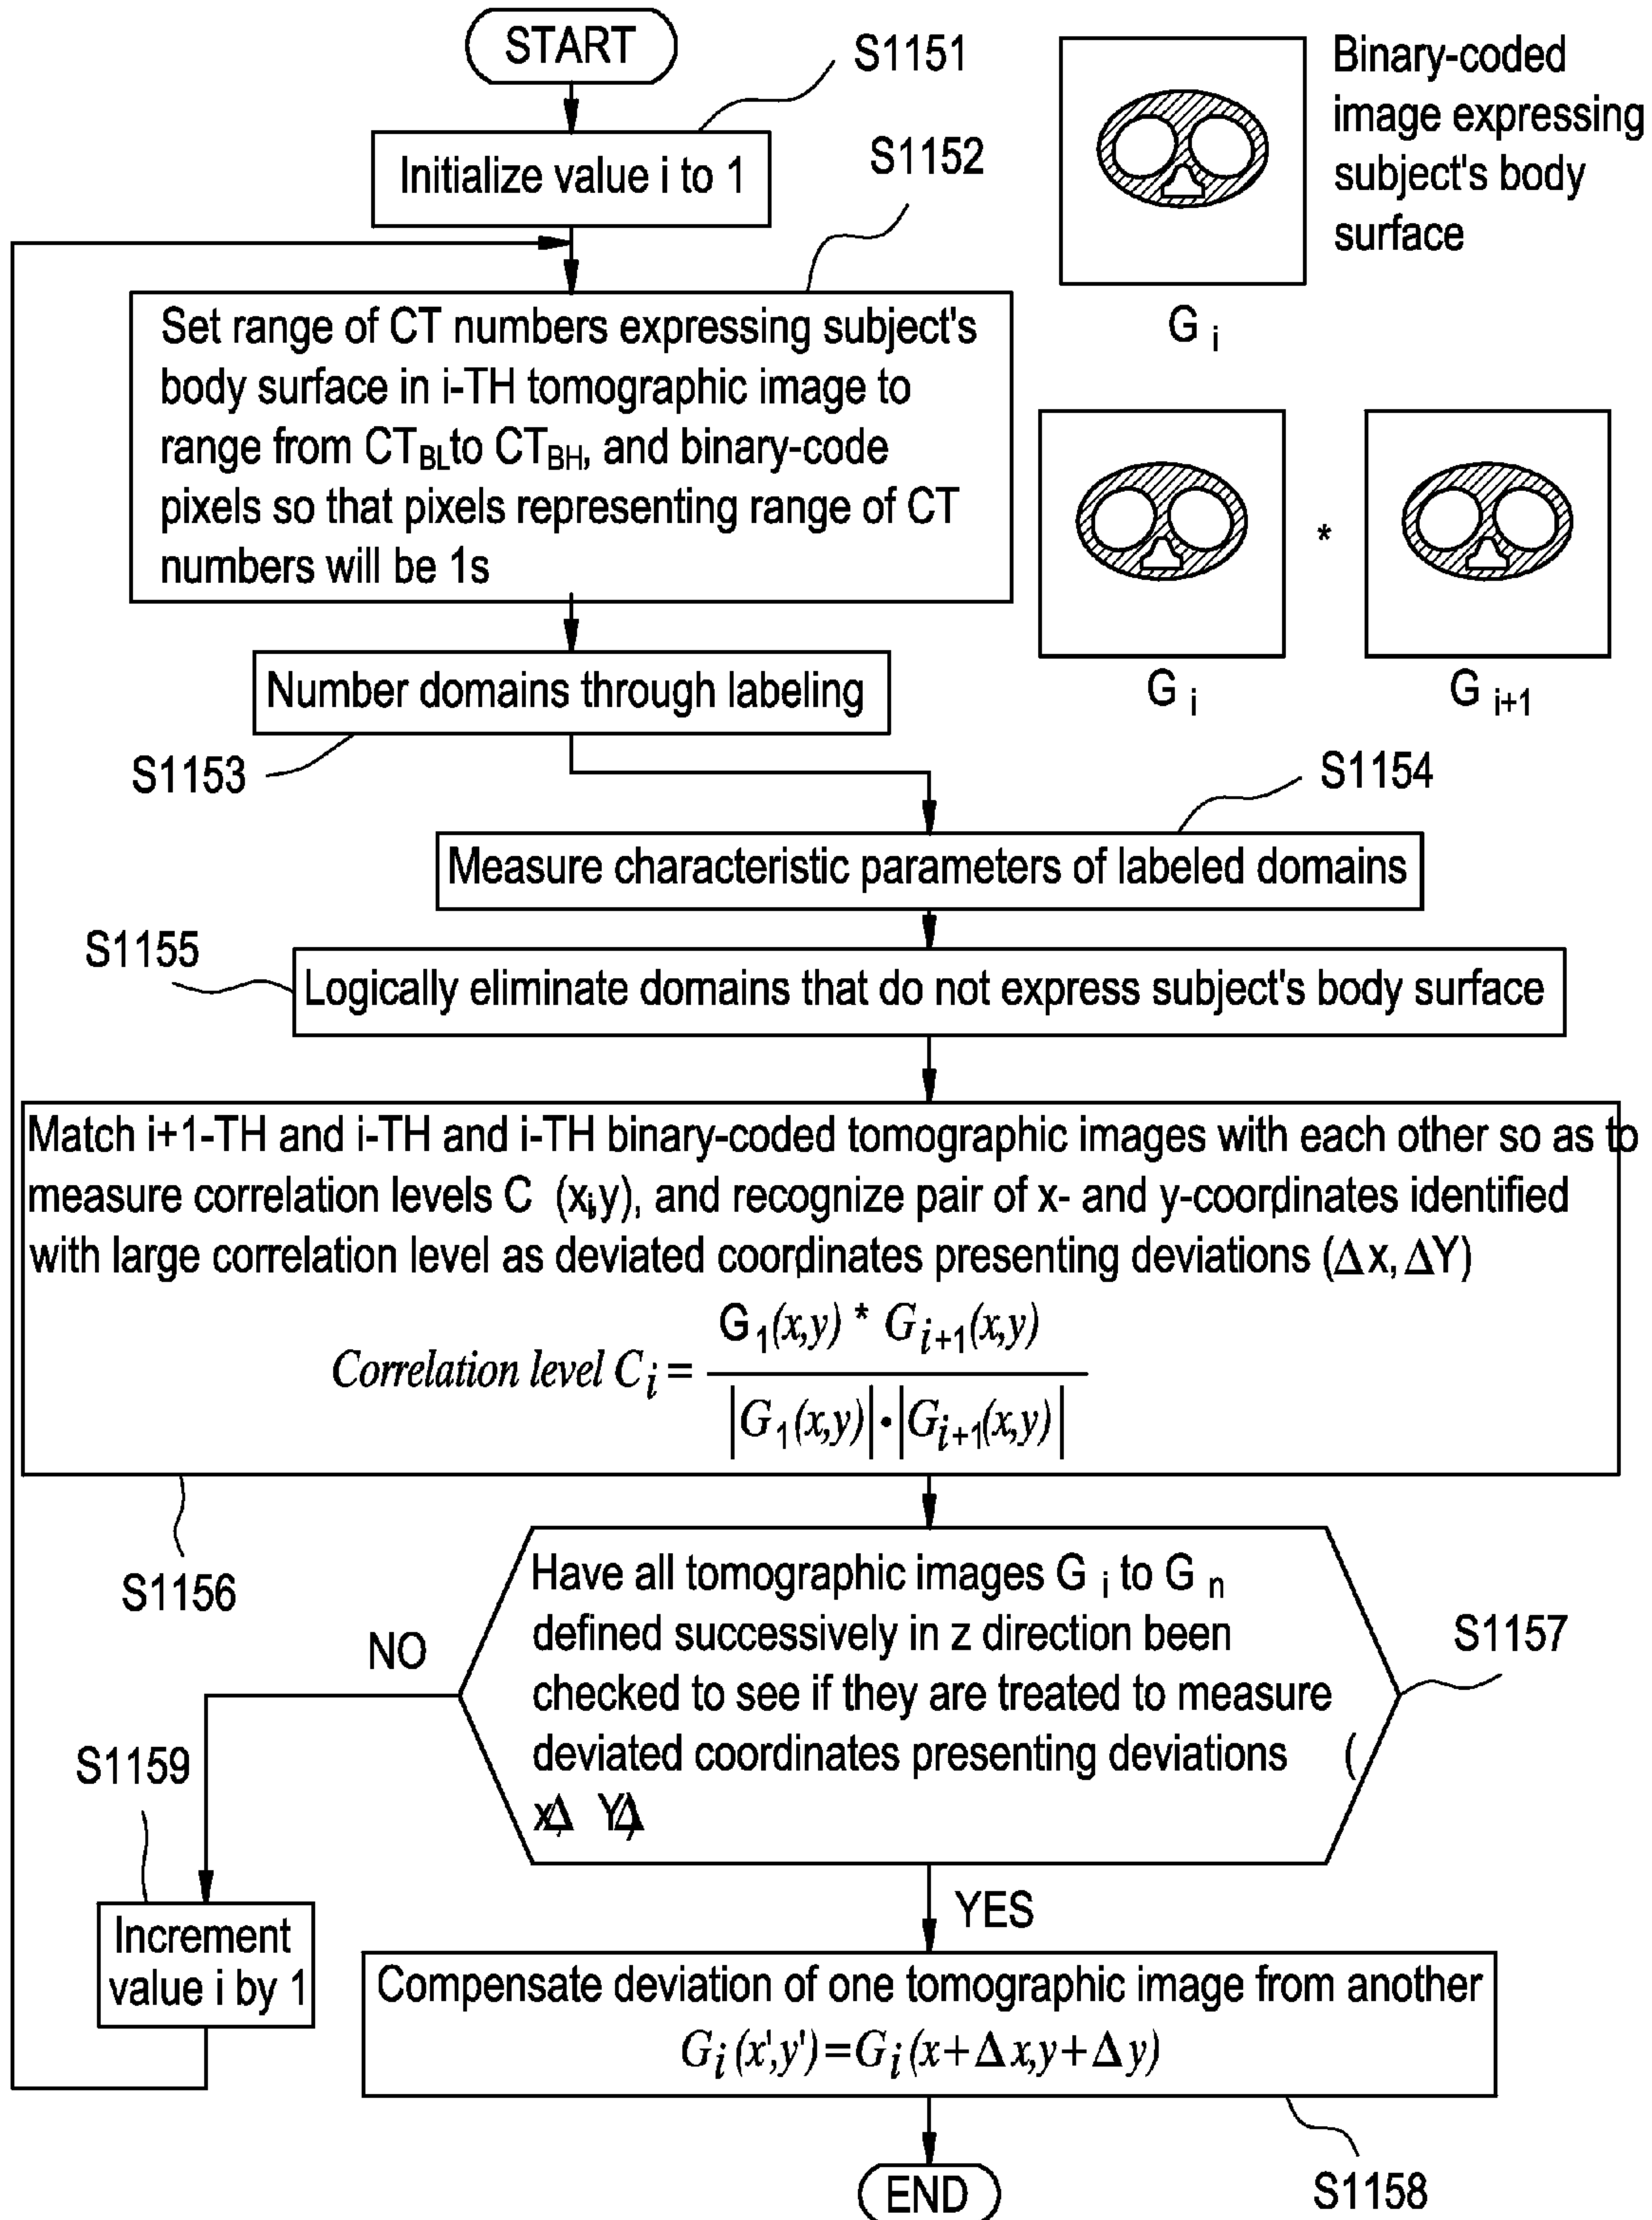 START
S1151
Initialize value i to 1
S1152
Binary-coded
image expressing
subject's body
surface
G i
Set range of CT numbers expressing subject's
body surface in i-TH tomographic image to
range from CTBLto CTBH, and binary-code
pixels so that pixels representing range of CT
numbers will be 1s
*
G i
G i+1
Number domains through labeling
S1153
S1154
Measure characteristic parameters of labeled domains
S1155
Logically eliminate domains that do not express subject's body surface
Match i+1-TH and i-TH and i-TH binary-coded tomographic images with each other so as to
measure correlation levels C (xi,y), and recognize pair of x- and y-coordinates identified
with large correlation level as deviated coordinates presenting deviations (Δx, ΔY)
G1(x,y) * Gi+1(x,y)
Correlation level Ci =
|G1(x,y)|•|Gi+1(x,y)|
S1156
Have all tomographic images G i to G n
defined successively in z direction been
checked to see if they are treated to measure
deviated coordinates presenting deviations (
xΔ, YΔ)
S1157
NO
S1159
Increment
value i by 1
YES
Compensate deviation of one tomographic image from another
Gi(x',y')=Gi(x+Δx,y+Δy)
S1158
END